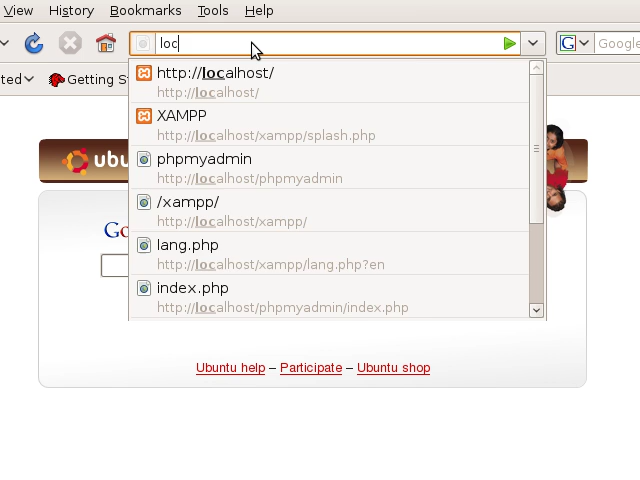 View History Bookmarks Tools Help
loc
Google
ted Getting S
http://localhost/
http://localhost/
XAMPP
http://localhost/xampp/splash.php
phpmyadmin
http://localhost/phpmyadmin
/xampp/
http://localhost/xampp/
lang.php
http://localhost/xampp/lang.php?en
index.php
http://localhost/phpmyadmin/index.php
ubu
Go
Ubuntu help – Participate – Ubuntu shop